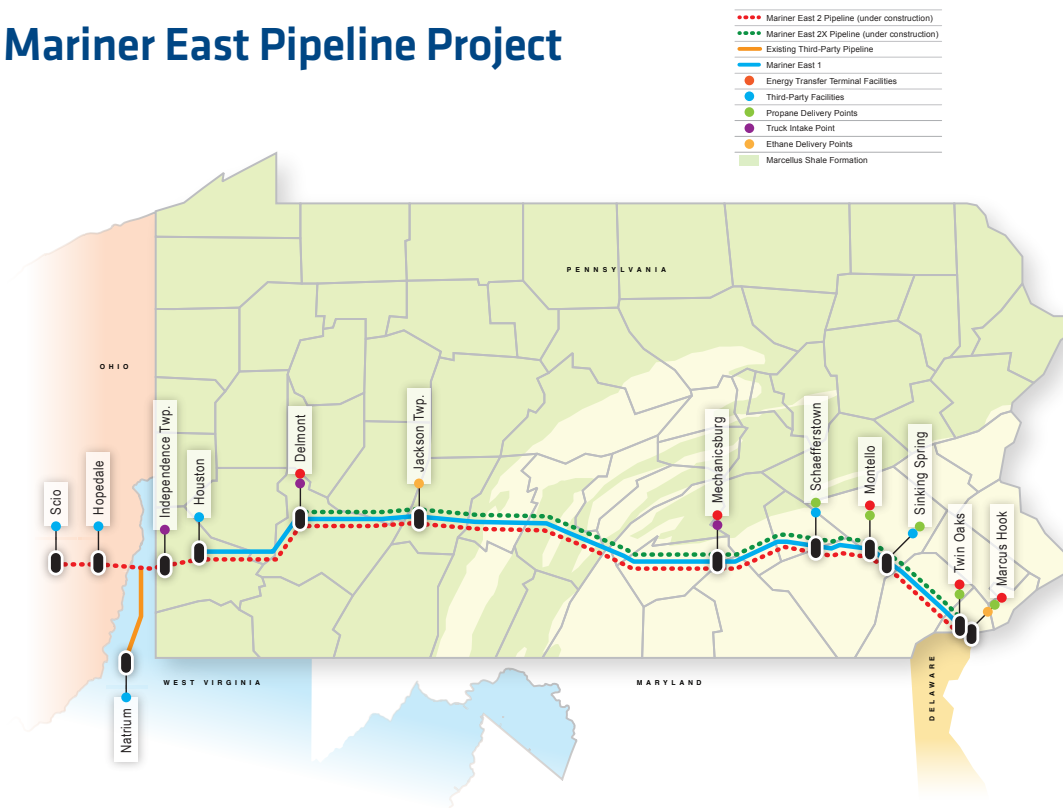 Mariner East Pipeline Project
Mariner East 2 Pipeline (under construction)
Mariner East 2X Pipeline (under construction)
Existing Third-Party Pipeline
Mariner East 1
Energy Transfer Terminal Facilities
Third-Party Facilities
Propane Delivery Points
Truck Intake Point
Ethane Delivery Points
Marcellus Shale Formation
PENNSYLVANIA
OHIO
Scio
Hopedale
Independence Twp.
Houston
Delmont
Jackson Twp.
Mechanicsburg
Schaefferstown
Montello
Sinking Spring
Twin Oaks
Marcus Hook
Natrium
WEST VIRGINIA
MARYLAND
DELAWARE